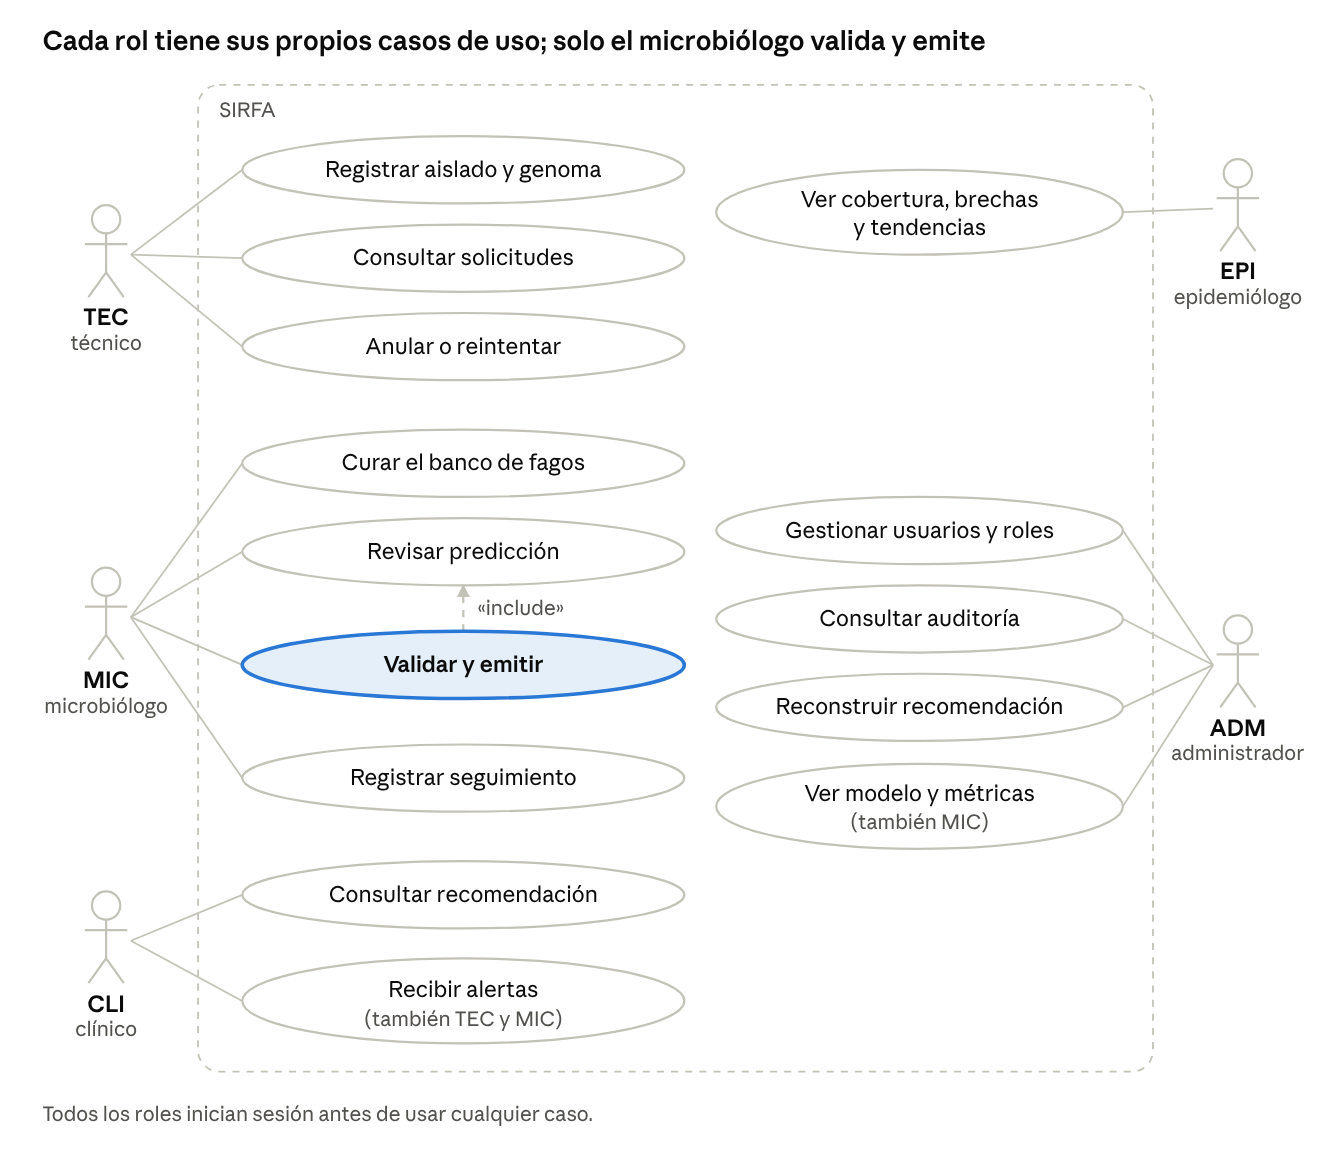 Cada rol tiene sus propios casos de uso; solo el microbiólogo valida y emite
SIRFA
Registrar aislado y genoma
Consultar solicitudes
Anular o reintentar
TEC
técnico
Ver cobertura, brechas
y tendencias
EPI
epidemiólogo
Curar el banco de fagos
Revisar predicción
«include»
Validar y emitir
Registrar seguimiento
MIC
microbiólogo
Gestionar usuarios y roles
Consultar auditoría
Reconstruir recomendación
Ver modelo y métricas
(también MIC)
ADM
administrador
Consultar recomendación
Recibir alertas
(también TEC y MIC)
CLI
clínico
Todos los roles inician sesión antes de usar cualquier caso.